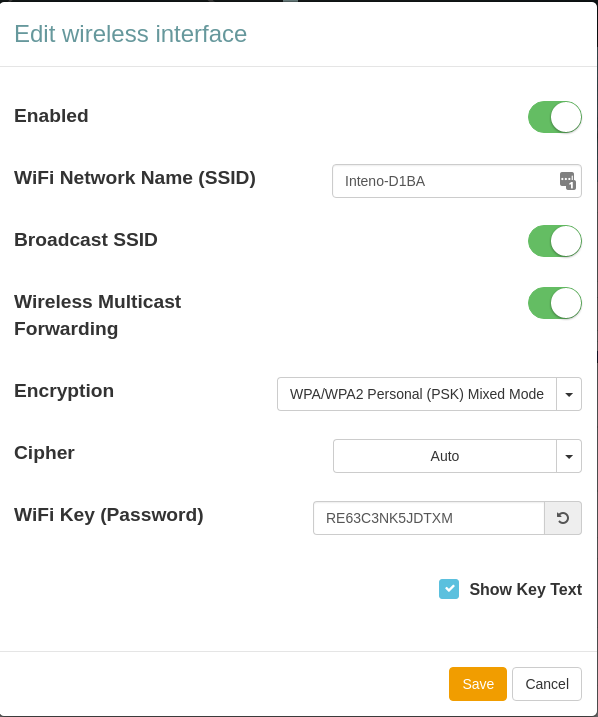 Edit wireless interface
Enabled
WiFi Network Name (SSID)
Inteno-D1BA
1
Broadcast SSID
Wireless Multicast
Forwarding
Encryption
WPA/WPA2 Personal (PSK) Mixed Mode
Cipher
Auto
WiFi Key (Password)
RE63C3NK5JDTXM
Show Key Text
Save
Cancel